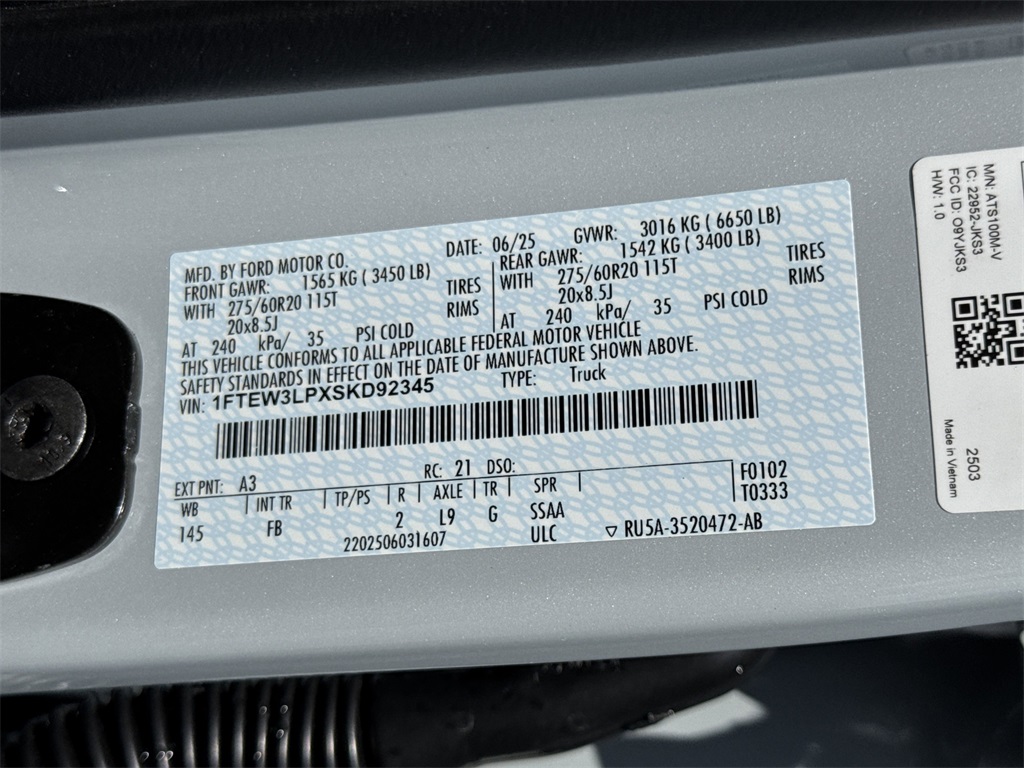 MFD. BY FORD MOTOR CO.
DATE: 06/25 GVWR: 3016 KG ( 6650 LB)
FRONT GAWR: 1565 KG ( 3450 LB)
WITH 275/60R20 115T TIRES
20x8.5J RIMS
AT 240 kPa/ 35 PSI COLD
REAR GAWR: 1542 KG ( 3400 LB)
WITH 275/60R20 115T TIRES
20x8.5J RIMS
AT 240 kPa/ 35 PSI COLD
THIS VEHICLE CONFORMS TO ALL APPLICABLE FEDERAL MOTOR VEHICLE
SAFETY STANDARDS IN EFFECT ON THE DATE OF MANUFACTURE SHOWN ABOVE.
VIN: 1FTEW3LPXSKD92345 TYPE: Truck
EXT PNT: A3 RC: 21 DSO: F0102
WB INT TR TP/PS R AXLE TR SPR T0333
145 FB 2 L9 G SSAA
2202506031607 ULC ▽ RU5A-3520472-AB
M/N: ATS100M-V
IC: 22952-JKS3
FCC ID: O9YJKS3
H/W: 1.0
2503
Made in Vietnam